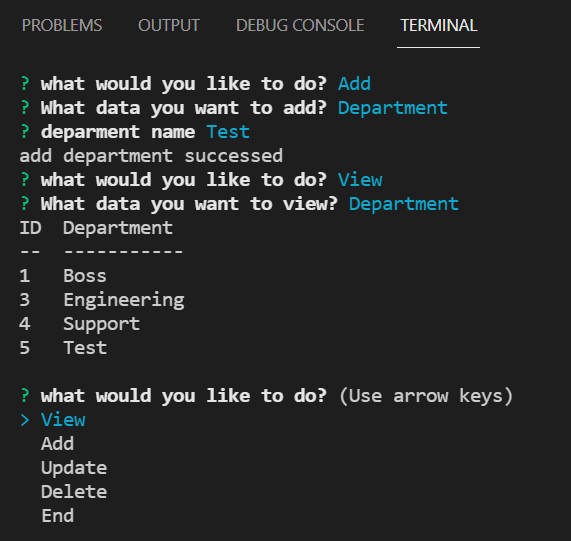 PROBLEMS OUTPUT DEBUG CONSOLE TERMINAL
? what would you like to do? Add
? What data you want to add? Department
? deparment name Test
add department successed
? what would you like to do? View
? What data you want to view? Department
ID  Department
--  -----------
1   Boss
3   Engineering
4   Support
5   Test
? what would you like to do? (Use arrow keys)
> View
  Add
  Update
  Delete
  End